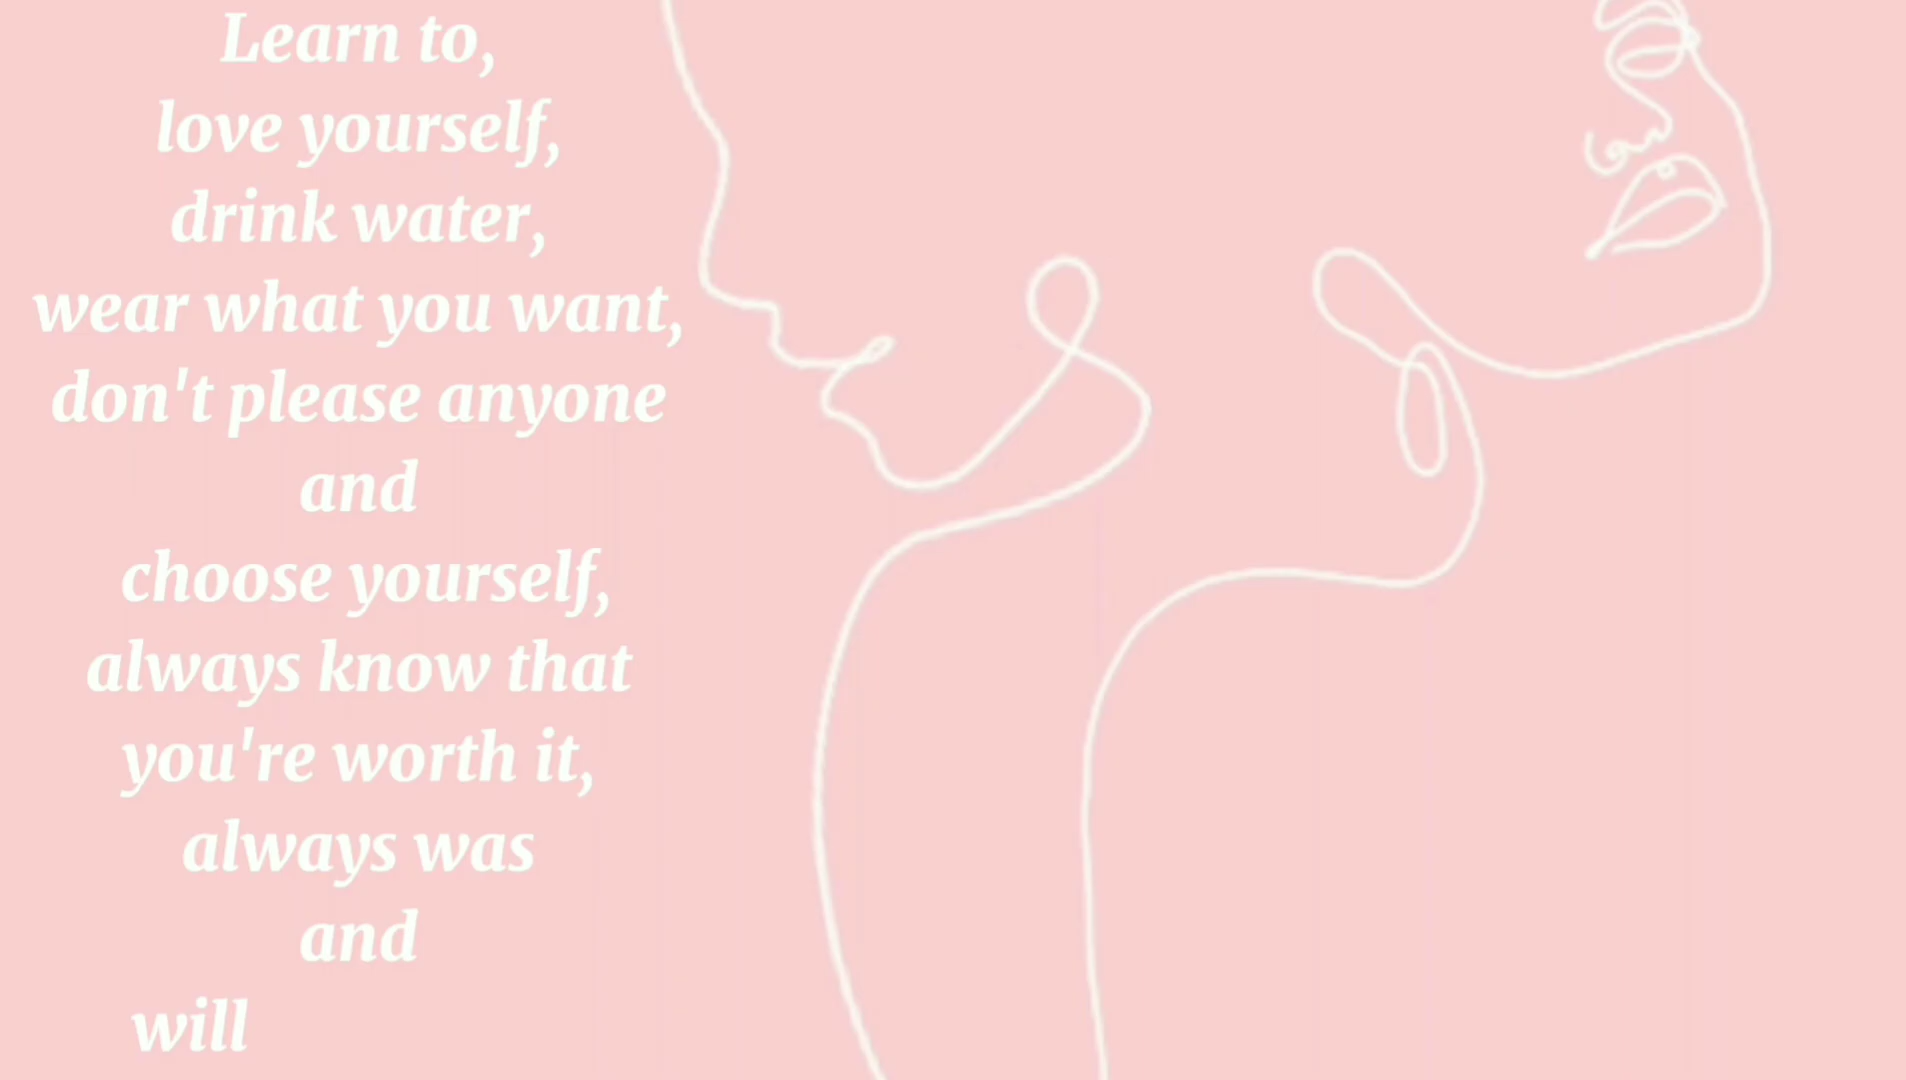 Learn to,
love yourself,
drink water,
wear what you want,
don't please anyone
and
choose yourself,
always know that
you're worth it,
always was
and
will